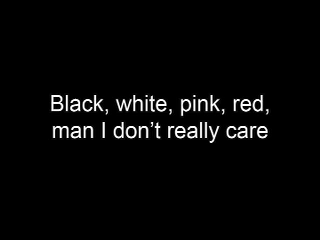 Black, white, pink, red,
man I don’t really care